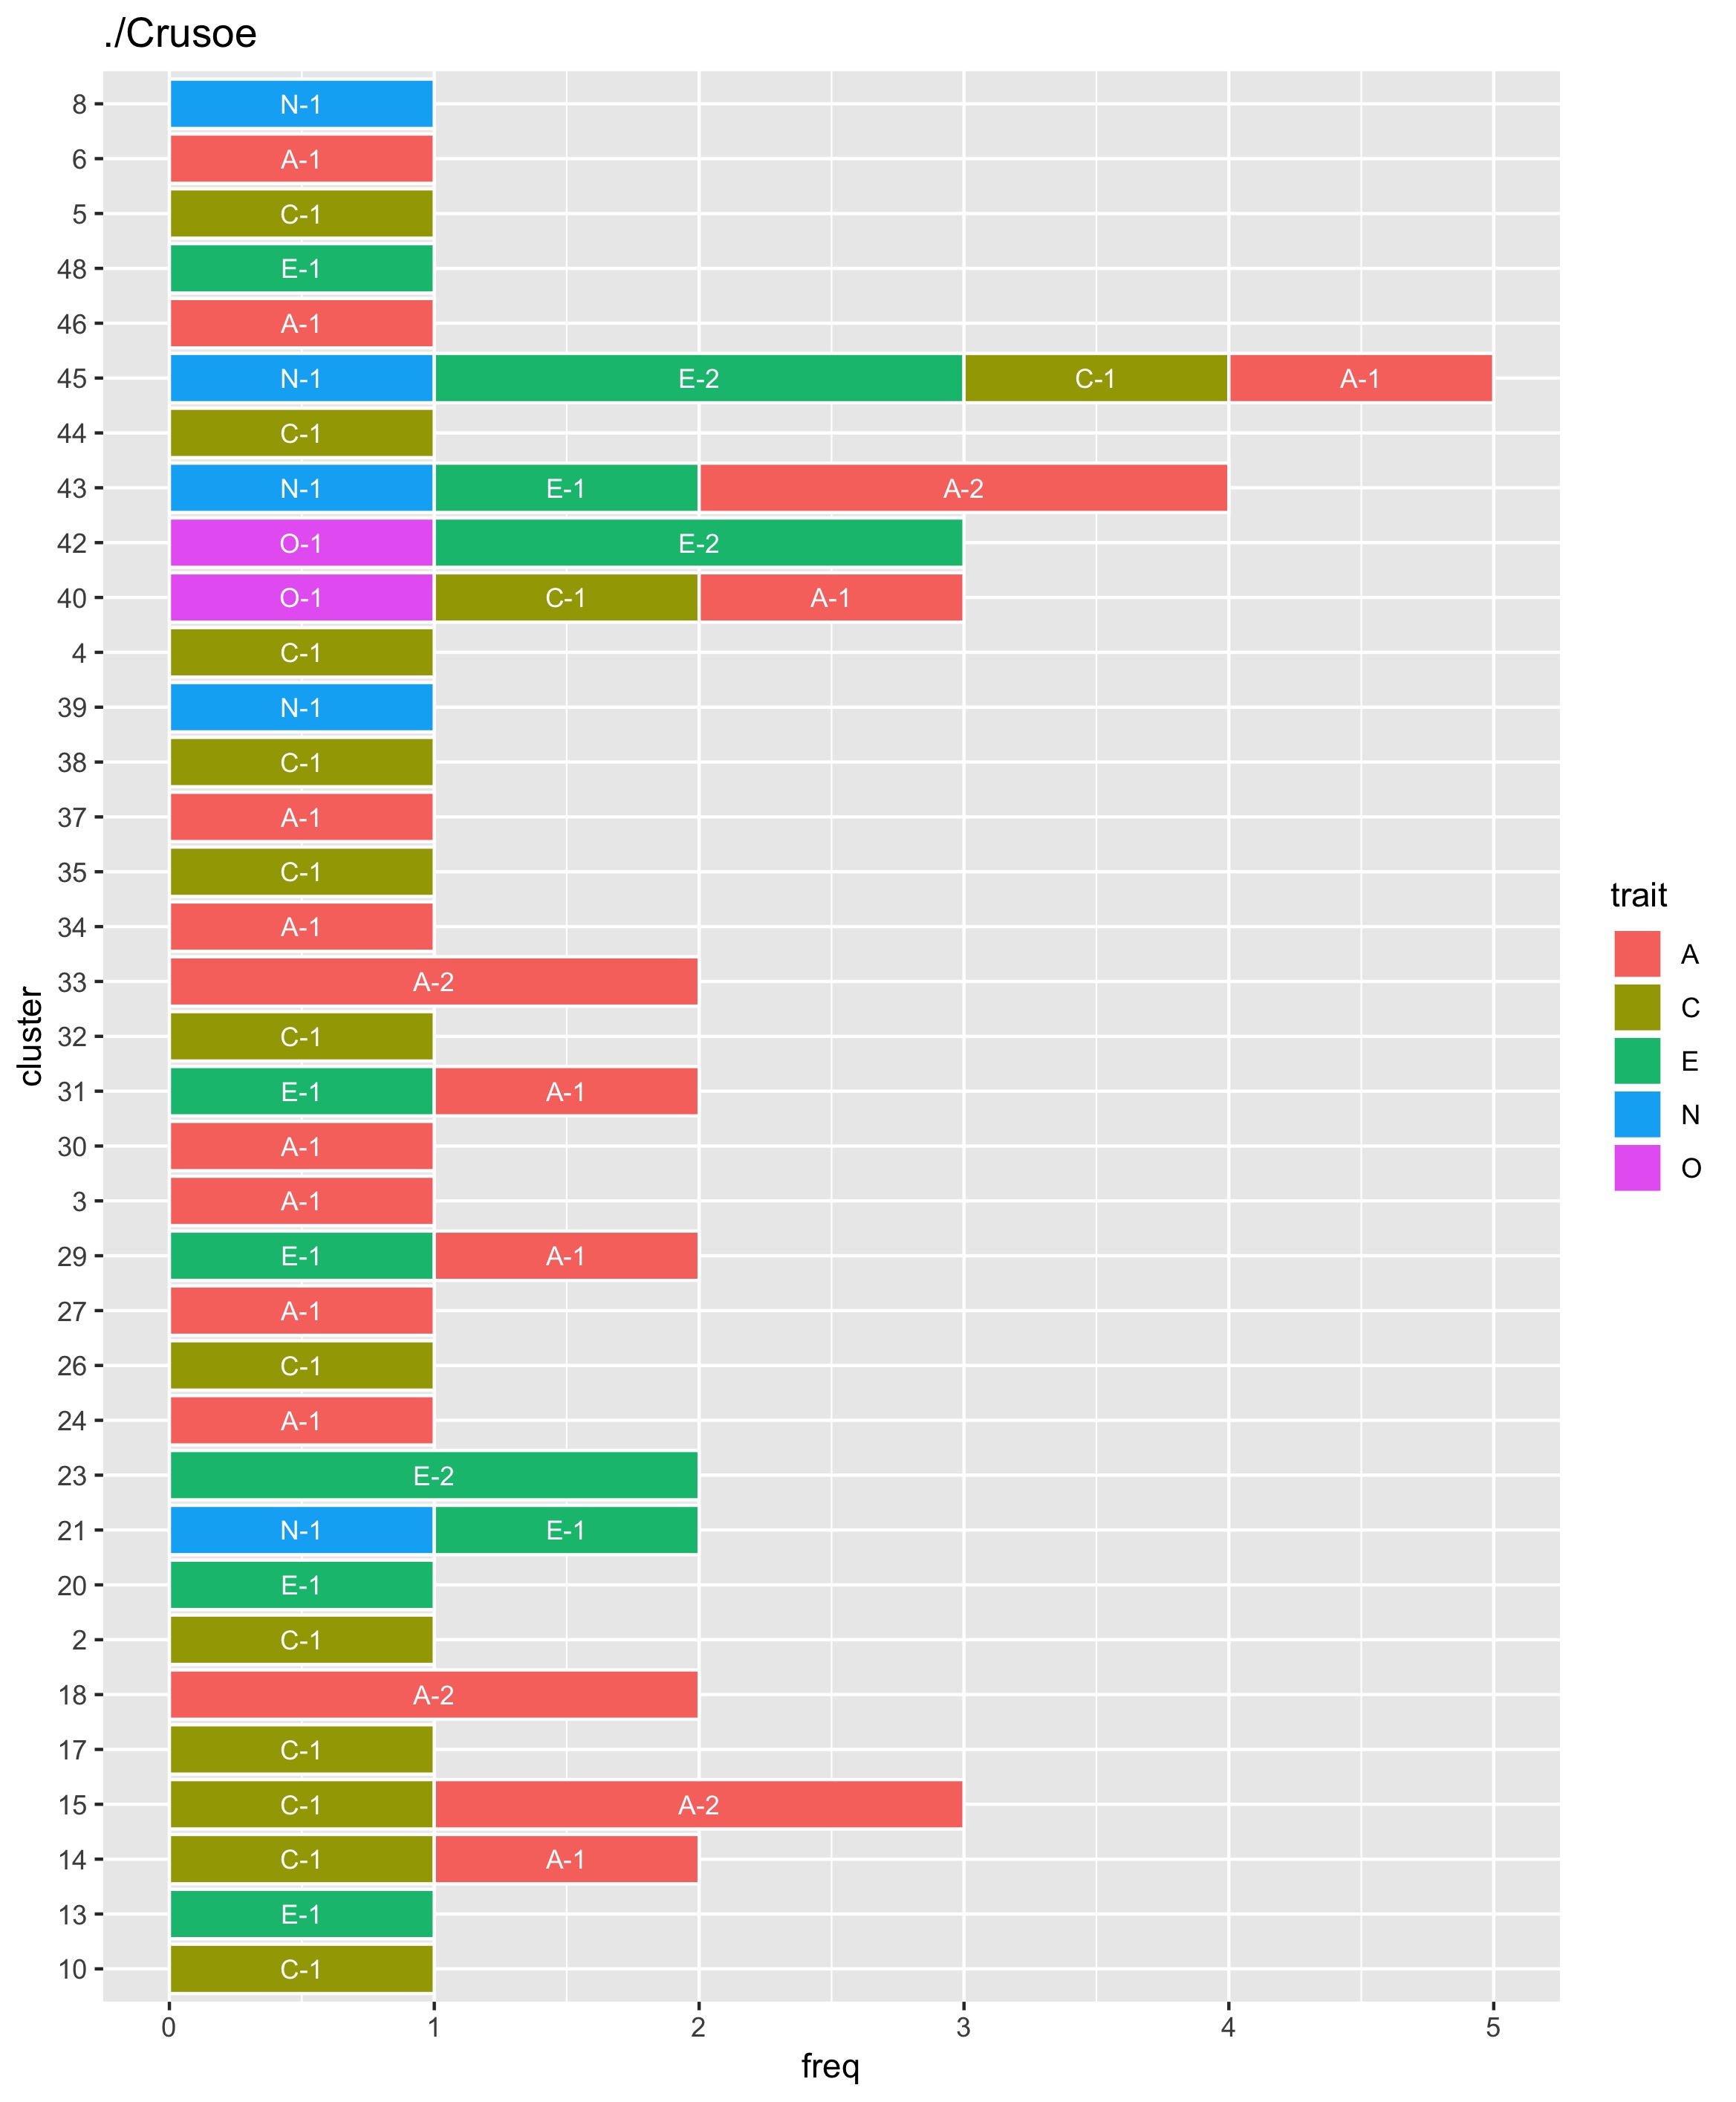 ./Crusoe
8 N-1
6 A-1
5 C-1
48 E-1
46 A-1
45 N-1 E-2 C-1 A-1
44 C-1
43 N-1 E-1 A-2
42 O-1 E-2
40 O-1 C-1 A-1
4 C-1
39 N-1
38 C-1
37 A-1
35 C-1
34 A-1
33 A-2
32 C-1
31 E-1 A-1
30 A-1
3 A-1
29 E-1 A-1
27 A-1
26 C-1
24 A-1
23 E-2
21 N-1 E-1
20 E-1
2 C-1
18 A-2
17 C-1
15 C-1 A-2
14 C-1 A-1
13 E-1
10 C-1
0 1 2 3 4 5
freq
cluster
trait
A
C
E
N
O